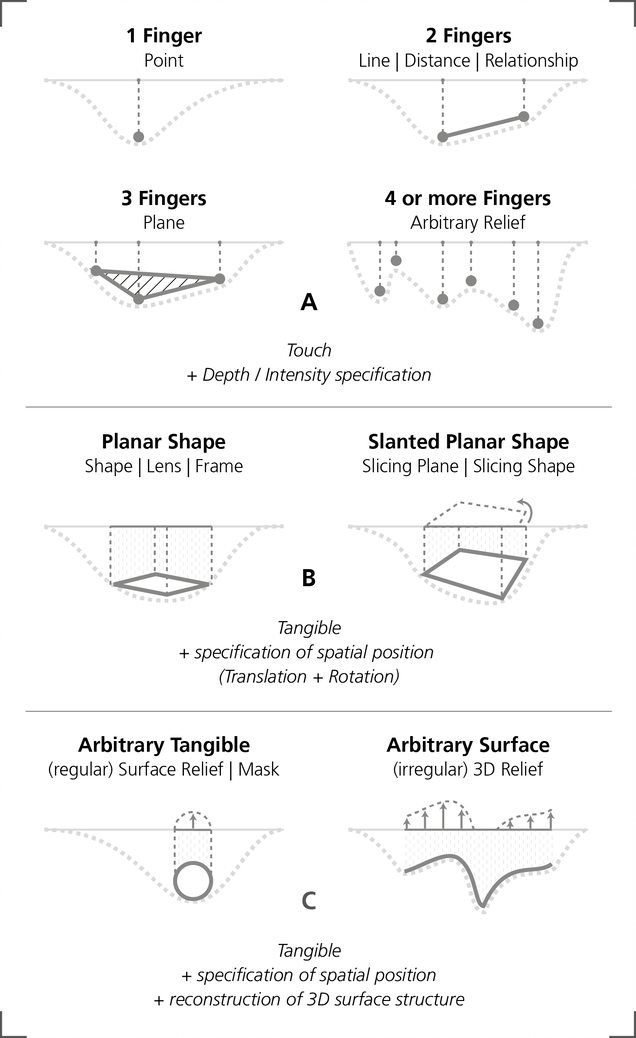 1 Finger
Point
2 Fingers
Line | Distance | Relationship
3 Fingers
Plane
4 or more Fingers
Arbitrary Relief
A
Touch
+ Depth / Intensity specification
Planar Shape
Shape | Lens | Frame
Slanted Planar Shape
Slicing Plane | Slicing Shape
B
Tangible
+ specification of spatial position
(Translation + Rotation)
Arbitrary Tangible
(regular) Surface Relief | Mask
Arbitrary Surface
(irregular) 3D Relief
C
Tangible
+ specification of spatial position
+ reconstruction of 3D surface structure